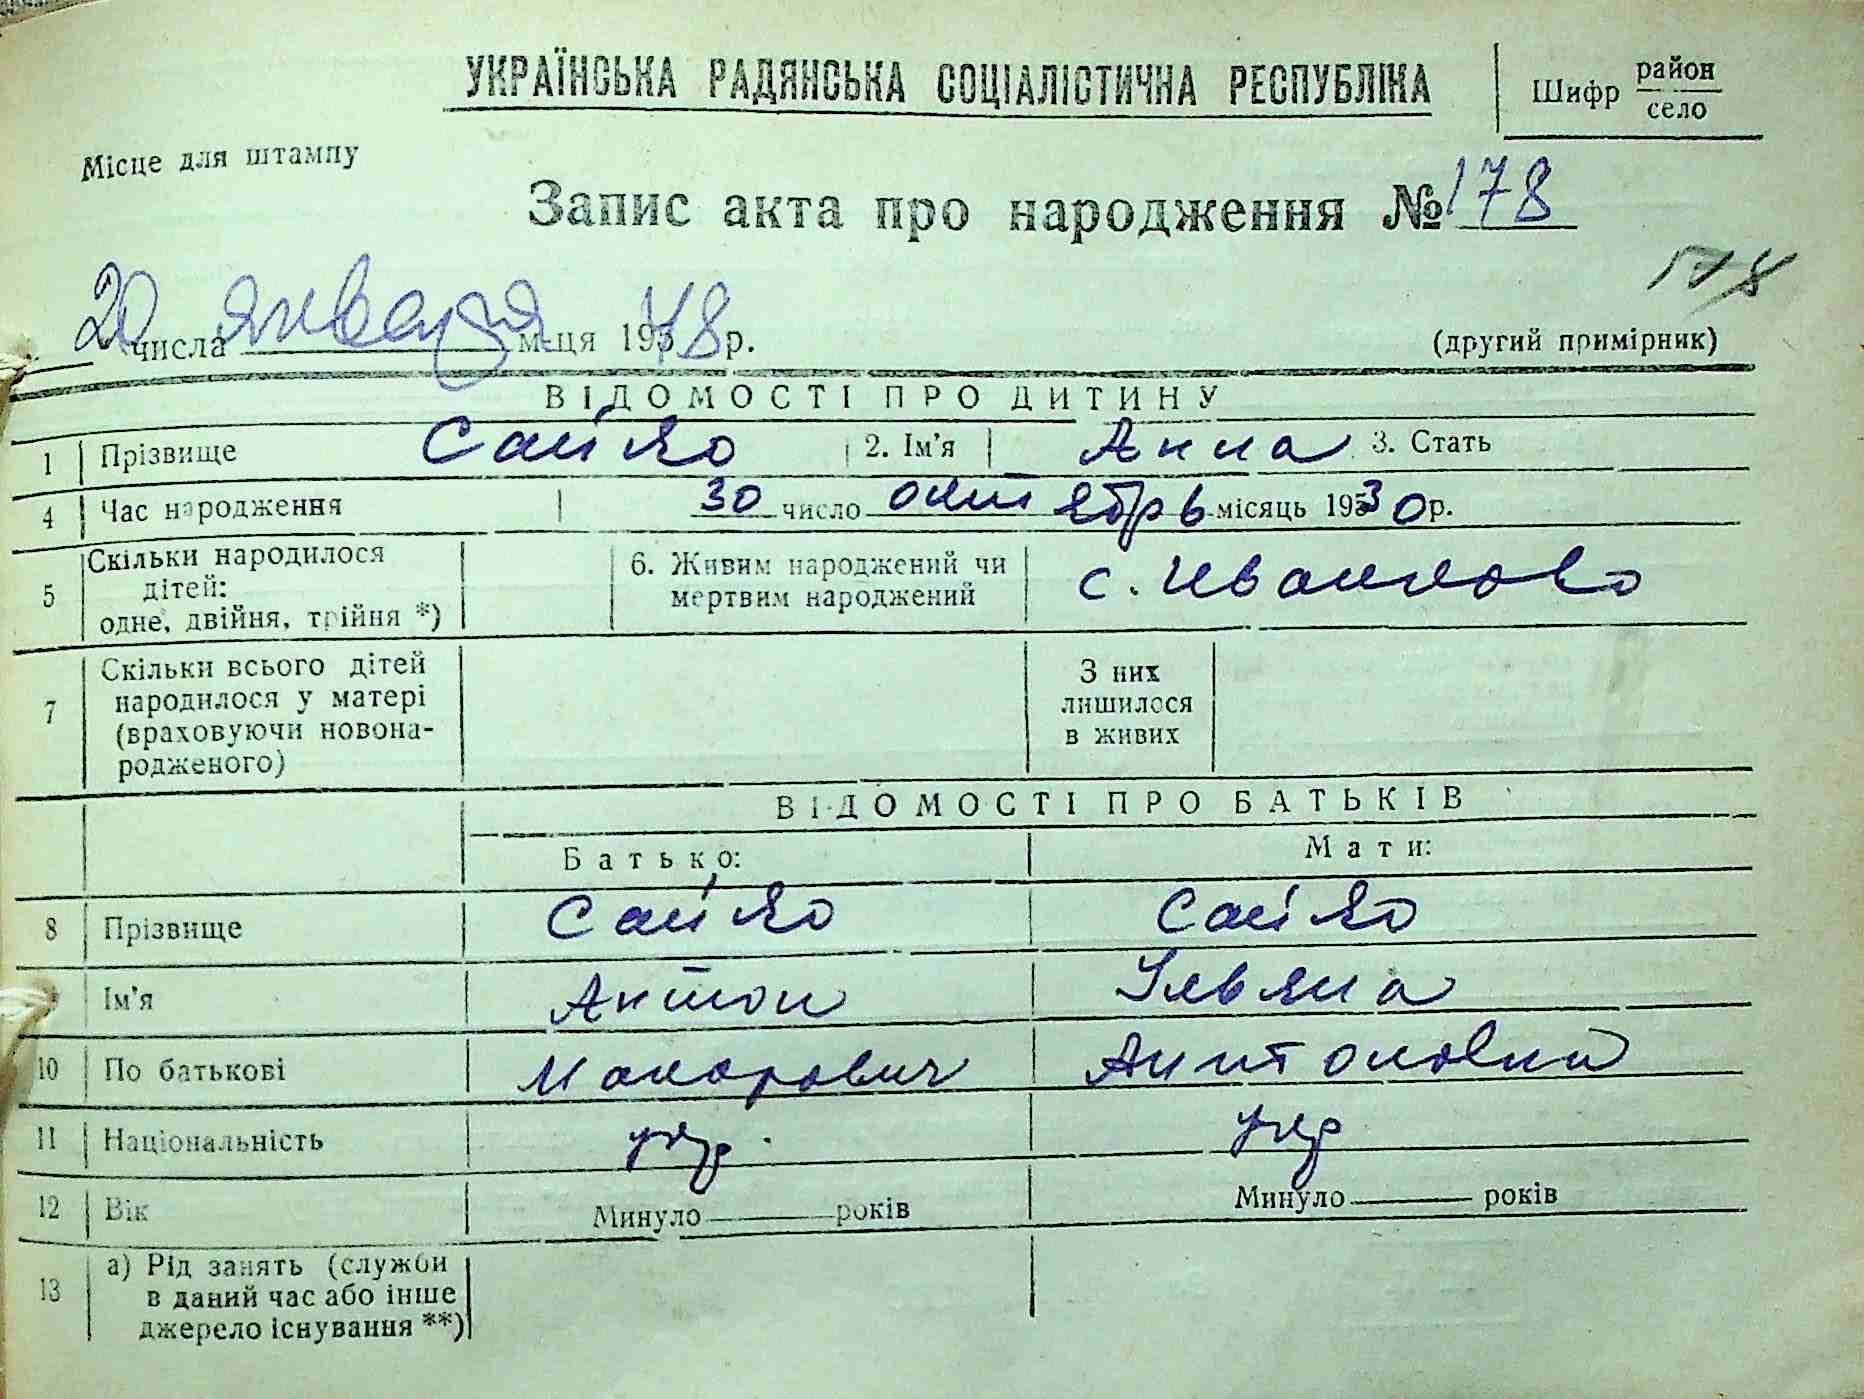 УКРАЇНСЬКА РАДЯНСЬКА СОЦІАЛІСТИЧНА РЕСПУБЛІКА
Шифр район
село
Місце для штампу
Запис акта про народження № 178
178
20 числа января м-ця 1948 р.
(другий примірник)
ВІДОМОСТІ ПРО ДИТИНУ
1 Прізвище Сайко 2. Ім'я Анна 3. Стать
4 Час народження 30 число октябрь місяць 1930 р.
5 Скільки народилося дітей: одне, двійня, трійня *) 6. Живим народжений чи мертвим народжений с. Иванково
7 Скільки всього дітей народилося у матері (враховуючи новонародженого) З них лишилося в живих
ВІДОМОСТІ ПРО БАТЬКІВ
Батько: Мати:
8 Прізвище Сайко Сайко
Ім'я Антон Ульяна
10 По батькові Макарович Антоновна
11 Національність укр. укр
12 Вік Минуло років Минуло років
13 а) Рід занять (служби в даний час або інше джерело існування **)